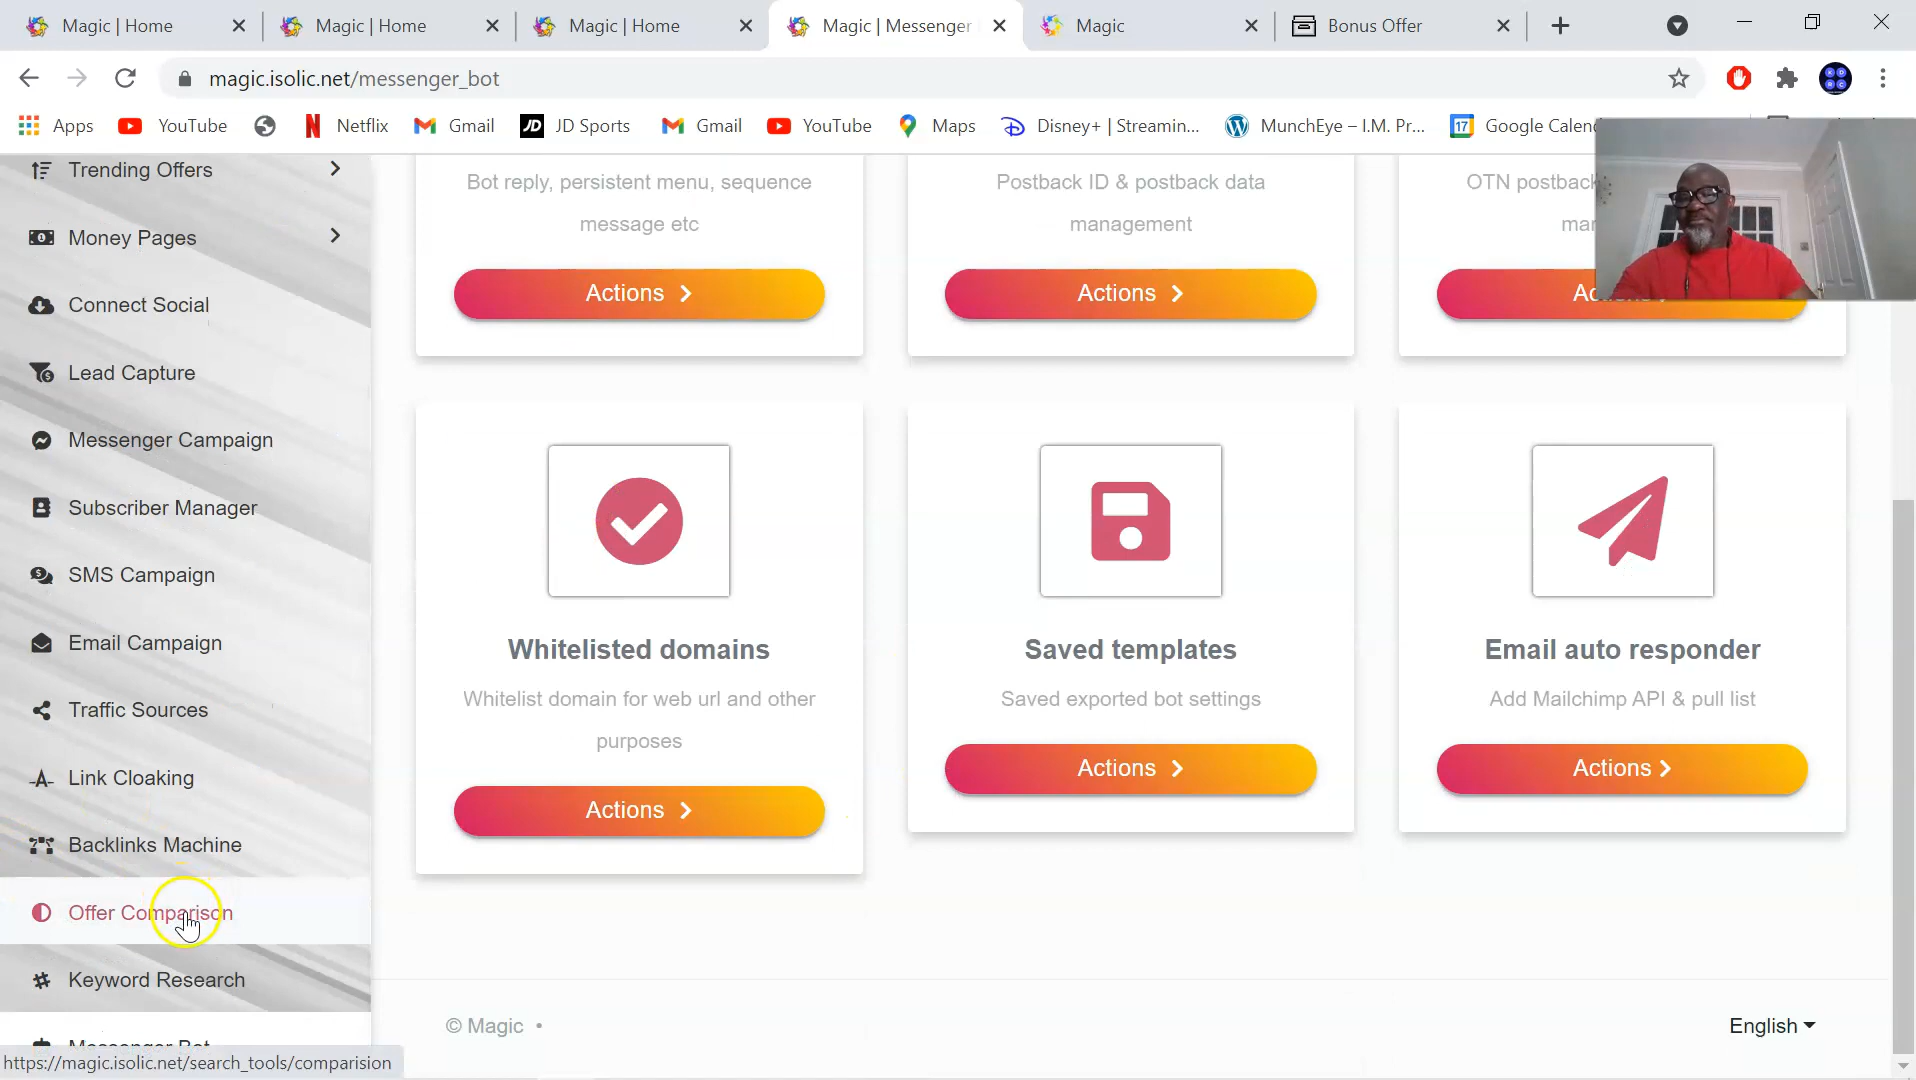 Magic | Home
Magic | Home
Magic | Home
Magic | Messenger
Magic
Bonus Offer
magic.isolic.net/messenger_bot
Apps
YouTube
Netflix
Gmail
JD Sports
Gmail
YouTube
Maps
Disney+ | Streamin...
MunchEye – I.M. Pr...
17
Google Calend
Trending Offers
Money Pages
Connect Social
Lead Capture
Messenger Campaign
Subscriber Manager
SMS Campaign
Email Campaign
Traffic Sources
Link Cloaking
Backlinks Machine
Offer Comparison
Keyword Research
Messenger Bot
https://magic.isolic.net/search_tools/comparision
Bot reply, persistent menu, sequence
message etc
Actions
Postback ID & postback data
management
Actions
OTN postback
Whitelisted domains
Whitelist domain for web url and other
purposes
Actions
Saved templates
Saved exported bot settings
Actions
Email auto responder
Add Mailchimp API & pull list
Actions
© Magic •
English